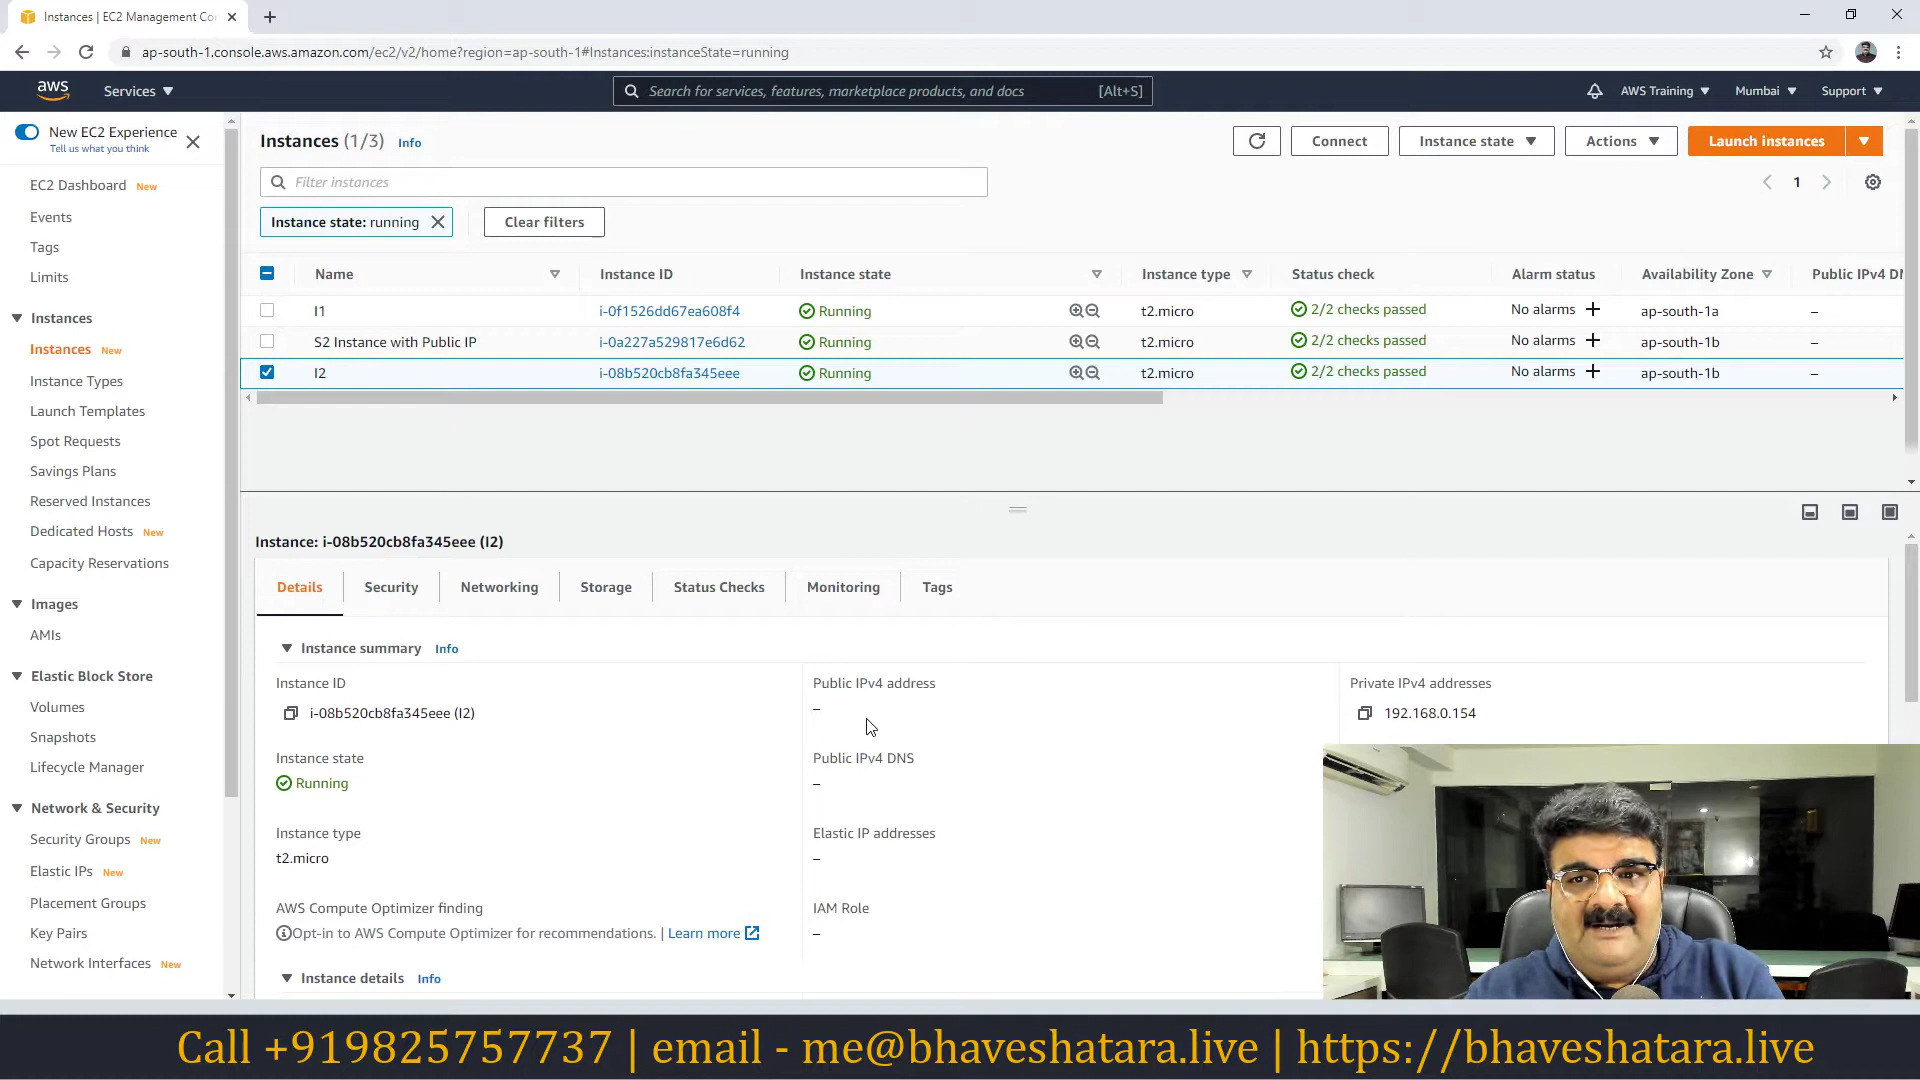 Instances | EC2 Management Co
ap-south-1.console.aws.amazon.com/ec2/v2/home?region=ap-south-1#Instances:instanceState=running
aws
Services
Search for services, features, marketplace products, and docs
[Alt+S]
AWS Training
Mumbai
Support
New EC2 Experience
Tell us what you think
EC2 Dashboard New
Events
Tags
Limits
Instances
Instances New
Instance Types
Launch Templates
Spot Requests
Savings Plans
Reserved Instances
Dedicated Hosts New
Capacity Reservations
Images
AMIs
Elastic Block Store
Volumes
Snapshots
Lifecycle Manager
Network & Security
Security Groups New
Elastic IPs New
Placement Groups
Key Pairs
Network Interfaces New
Instances (1/3) Info
Connect
Instance state
Actions
Launch instances
Filter instances
1
Instance state: running
Clear filters
Name Instance ID Instance state Instance type Status check Alarm status Availability Zone Public IPv4 DN
I1 i-0f1526dd67ea608f4 Running t2.micro 2/2 checks passed No alarms + ap-south-1a –
S2 Instance with Public IP i-0a227a529817e6d62 Running t2.micro 2/2 checks passed No alarms + ap-south-1b –
I2 i-08b520cb8fa345eee Running t2.micro 2/2 checks passed No alarms + ap-south-1b –
Instance: i-08b520cb8fa345eee (I2)
Details Security Networking Storage Status Checks Monitoring Tags
Instance summary Info
Instance ID
i-08b520cb8fa345eee (I2)
Public IPv4 address
–
Private IPv4 addresses
192.168.0.154
Instance state
Running
Public IPv4 DNS
–
Instance type
t2.micro
Elastic IP addresses
–
AWS Compute Optimizer finding
Opt-in to AWS Compute Optimizer for recommendations. | Learn more
IAM Role
–
Instance details Info
Call +919825757737 | email - me@bhaveshatara.live | https://bhaveshatara.live